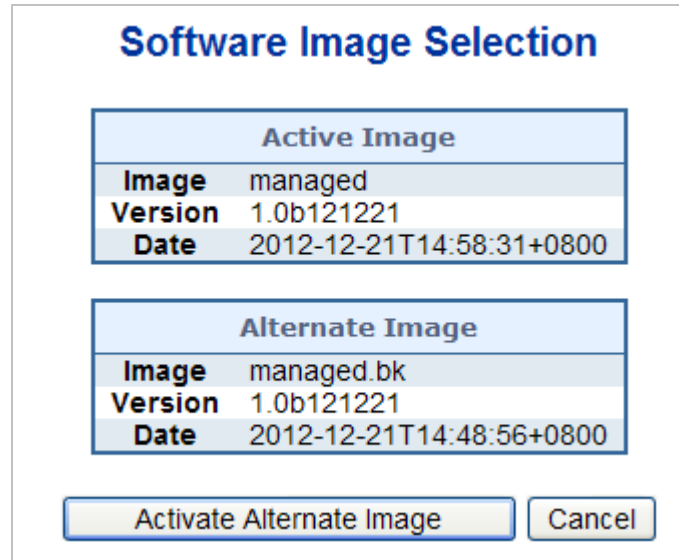 Software Image Selection
Active Image
Image managed
Version 1.0b121221
Date 2012-12-21T14:58:31+0800
Alternate Image
Image managed.bk
Version 1.0b121221
Date 2012-12-21T14:48:56+0800
Activate Alternate Image Cancel